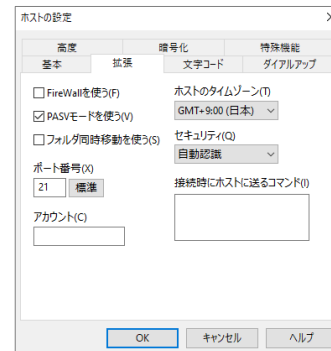 ホストの設定
高度 暗号化 特殊機能
基本 拡張 文字コード ダイアルアップ
FireWallを使う(F)
PASVモードを使う(V)
フォルダ同時移動を使う(S)
ポート番号(X)
21 標準
アカウント(C)
ホストのタイムゾーン(T)
GMT+9:00 (日本)
セキュリティ(Q)
自動認識
接続時にホストに送るコマンド(I)
OK キャンセル ヘルプ